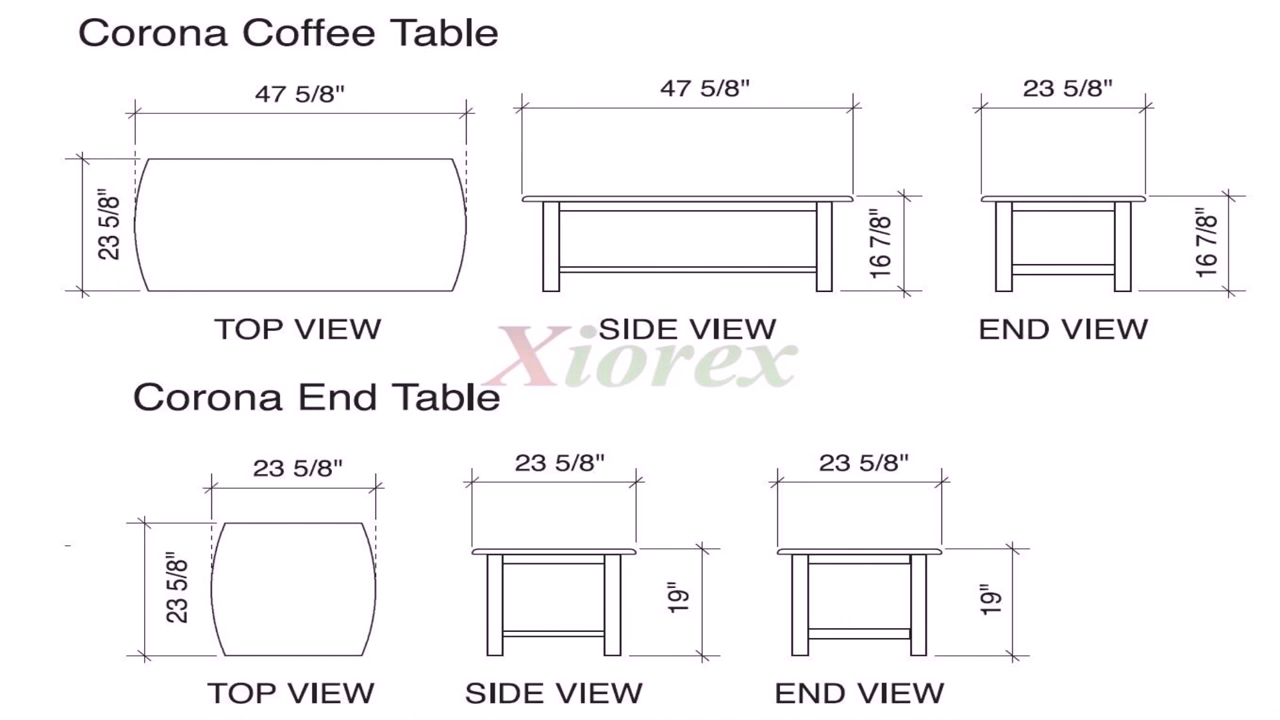 Corona Coffee Table
47 5/8"
47 5/8"
23 5/8"
23 5/8"
16 7/8"
16 7/8"
TOP VIEW
SIDE VIEW
END VIEW
Xiorex
Corona End Table
23 5/8"
23 5/8"
23 5/8"
23 5/8"
19"
19"
TOP VIEW
SIDE VIEW
END VIEW